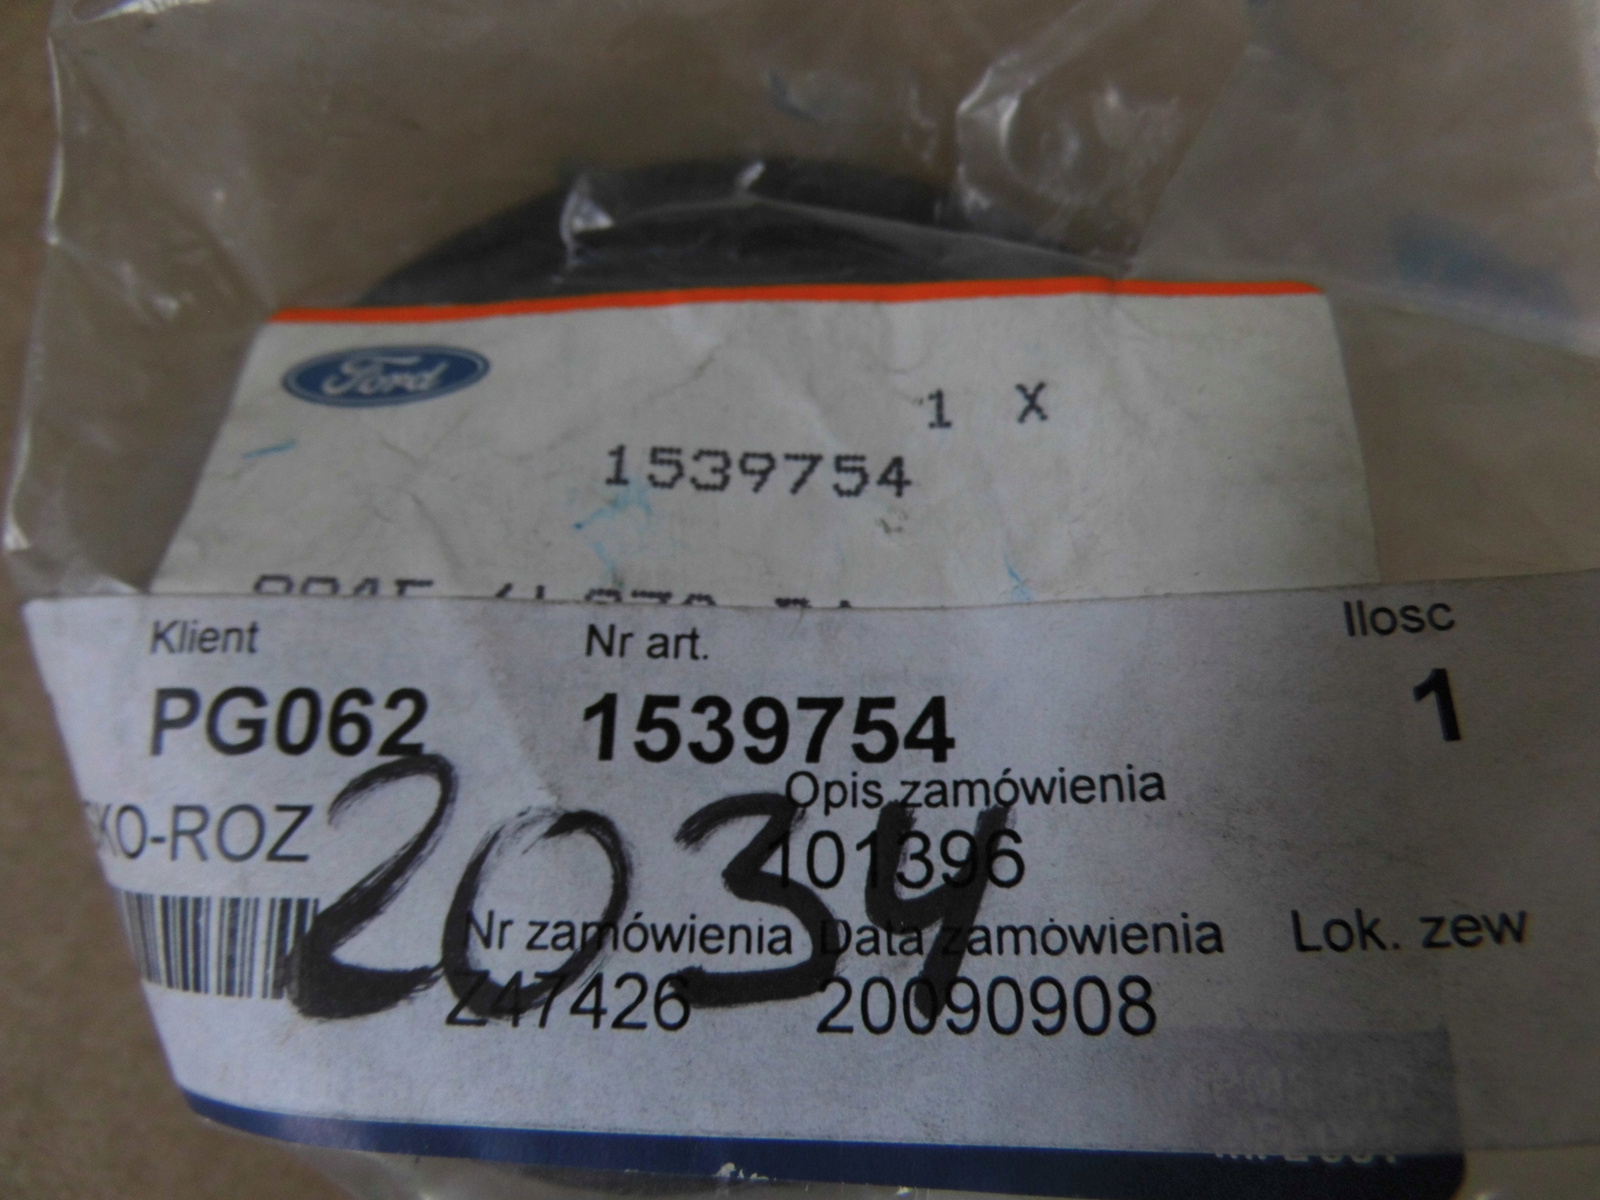 Ford
1 X
1539754
Klient Nr art. Ilosc
PG062 1539754 1
Opis zamówienia
KO-ROZ 2034 101396
Nr zamówienia Data zamówienia Lok. zew
Z47426 20090908